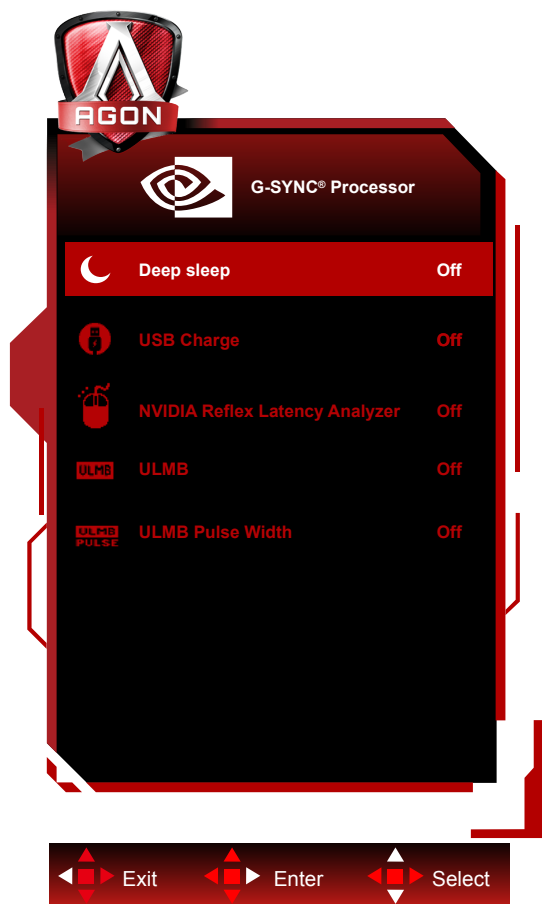 AGON
G-SYNC® Processor
Deep sleep Off
USB Charge Off
NVIDIA Reflex Latency Analyzer Off
ULMB ULMB Off
ULMB PULSE ULMB Pulse Width Off
Exit Enter Select